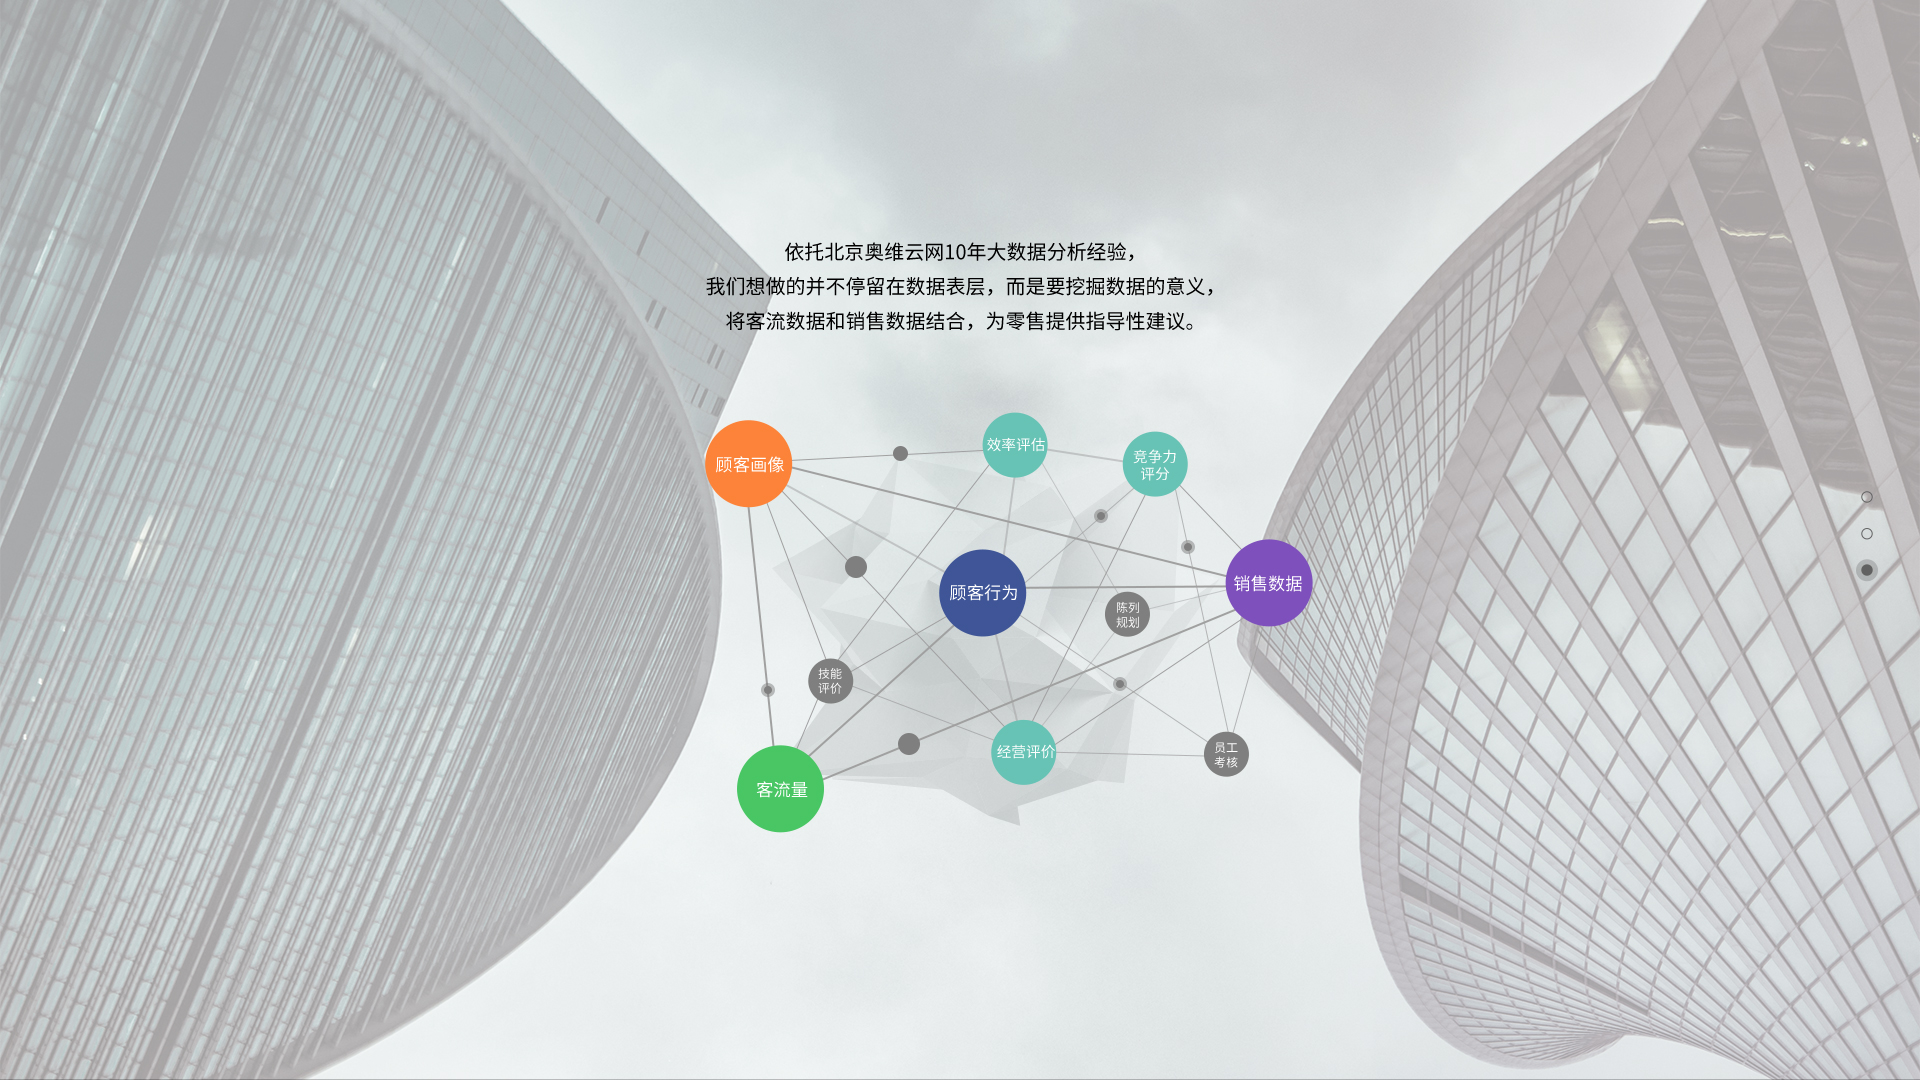 依托北京奥维云网10年大数据分析经验，
我们想做的并不停留在数据表层，而是要挖掘数据的意义，
将客流数据和销售数据结合，为零售提供指导性建议。
顾客画像
效率评估
竞争力
评分
顾客行为
销售数据
陈列
规划
技能
评价
经营评价
员工
考核
客流量